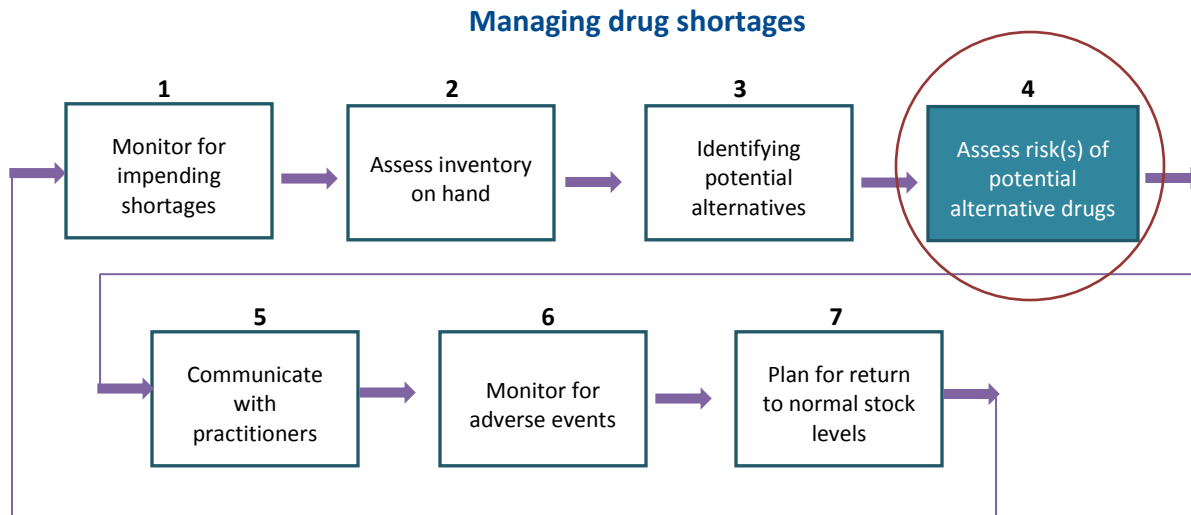 Managing drug shortages
1
Monitor for
impending
shortages
2
Assess inventory
on hand
3
Identifying
potential
alternatives
4
Assess risk(s) of
potential
alternative drugs
5
Communicate
with
practitioners
6
Monitor for
adverse events
7
Plan for return
to normal stock
levels